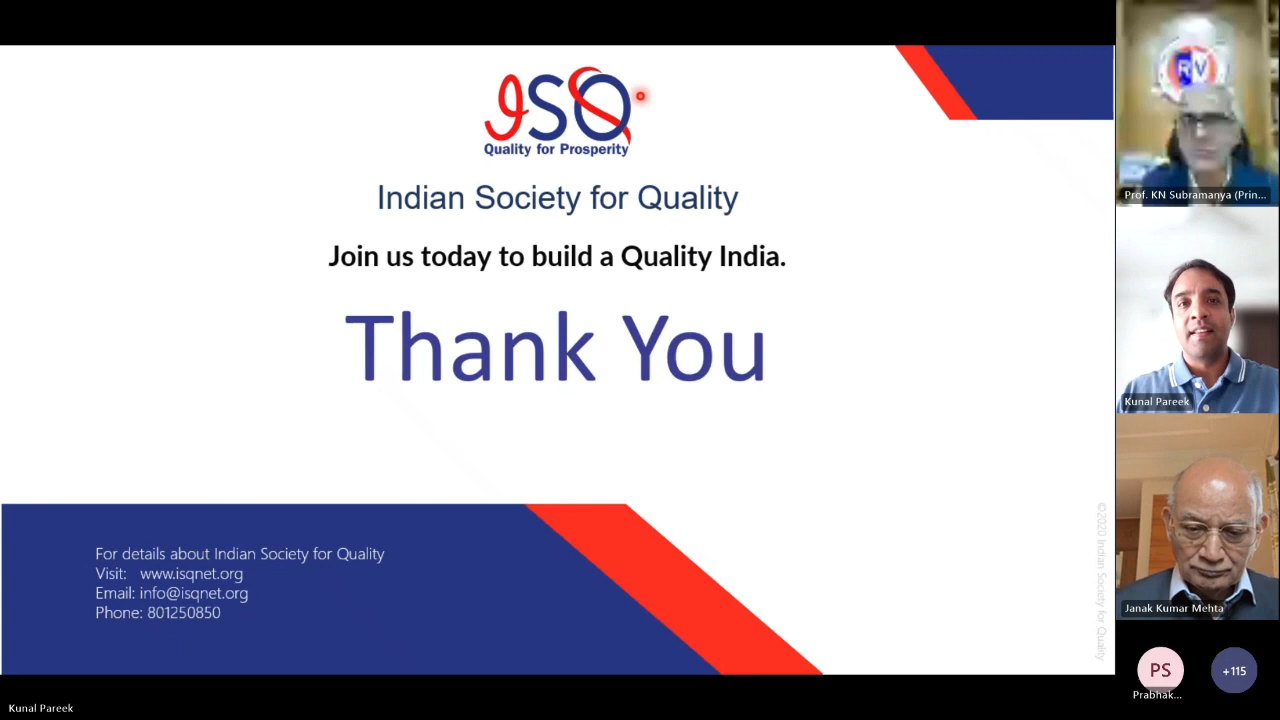 ISQ
Quality for Prosperity
Indian Society for Quality
Join us today to build a Quality India.
Thank You
For details about Indian Society for Quality
Visit: www.isqnet.org
Email: info@isqnet.org
Phone: 801250850
©2020 Indian Society for Quality
RV
Prof. KN Subramanya (Prin...
Kunal Pareek
Janak Kumar Mehta
PS
Prabhak...
+115
Kunal Pareek